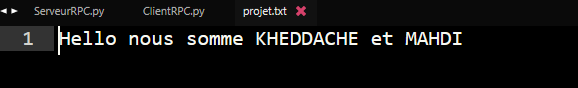 ServeurRPC.py ClientRPC.py projet.txt
1 Hello nous somme KHEDDACHE et MAHDI